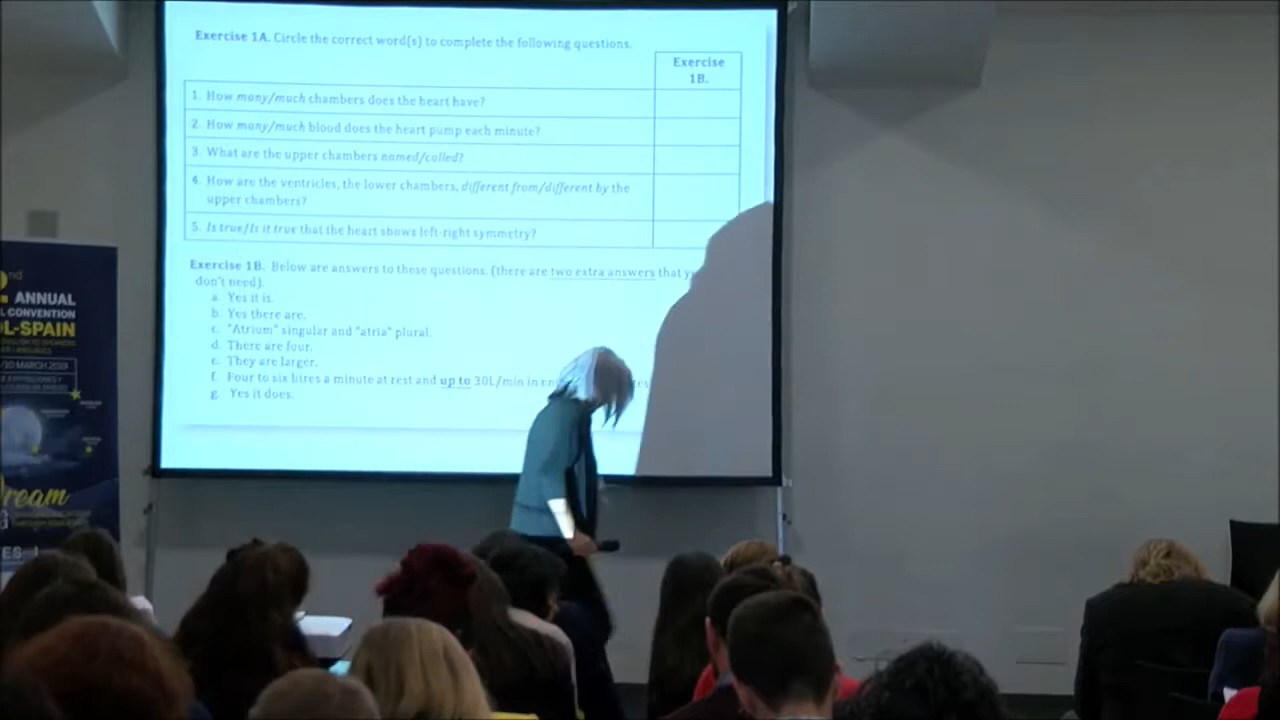 Exercise 1A. Circle the correct word(s) to complete the following questions.
Exercise
1B.
1. How many/much chambers does the heart have?
2. How many/much blood does the heart pump each minute?
3. What are the upper chambers named/called?
4. How are the ventricles, the lower chambers, different from/different by the
upper chambers?
5. Is true/Is it true that the heart shows left-right symmetry?
Exercise 1B. Below are answers to these questions. (there are two extra answers that
don't need).
a. Yes it is.
b. Yes there are.
c. "Atrium" singular and "atria" plural.
d. There are four.
e. They are larger.
f. Four to six litres a minute at rest and up to 30L/min in
g. Yes it does.
nd
ANNUAL
CONVENTION
L-SPAIN
MARCH 2019